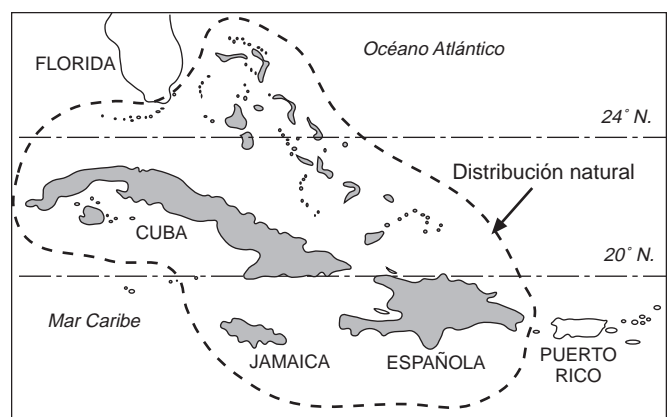 Océano Atlántico
FLORIDA
24° N.
Distribución natural
CUBA
20° N.
Mar Caribe
JAMAICA
ESPAÑOLA
PUERTO
RICO